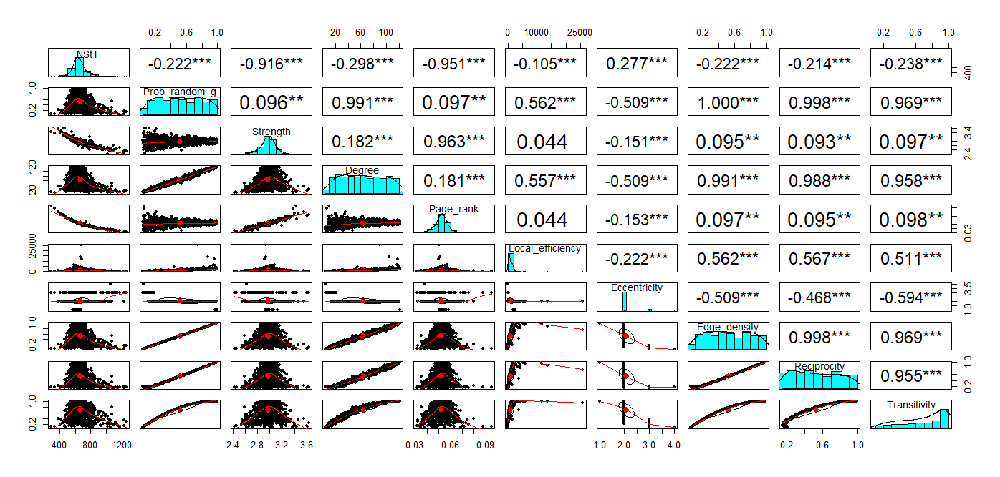 0.2 0.6 1.0 20 60 100 0 10000 25000 0.2 0.6 1.0 0.2 0.6 1.0
NStT -0.222*** -0.916*** -0.298*** -0.951*** -0.105*** 0.277*** -0.222*** -0.214*** -0.238*** 400
0.2 1.0 Prob_random_g 0.096** 0.991*** 0.097** 0.562*** -0.509*** 1.000*** 0.998*** 0.969***
Strength 0.182*** 0.963*** 0.044 -0.151*** 0.095** 0.093** 0.097** 2.4 3.4
20 120 Degree 0.181*** 0.557*** -0.509*** 0.991*** 0.988*** 0.958***
Page_rank 0.044 -0.153*** 0.097** 0.095** 0.098** 0.03
0 25000 Local_efficiency -0.222*** 0.562*** 0.567*** 0.511***
Eccentricity -0.509*** -0.468*** -0.594*** 1.0 3.5
0.2 1.0 Edge_density 0.998*** 0.969***
Reciprocity 0.955*** 0.2 1.0
0.2 1.0 Transitivity
400 800 1200 2.4 2.8 3.2 3.6 0.03 0.06 0.09 1.0 2.0 3.0 4.0 0.2 0.6 1.0